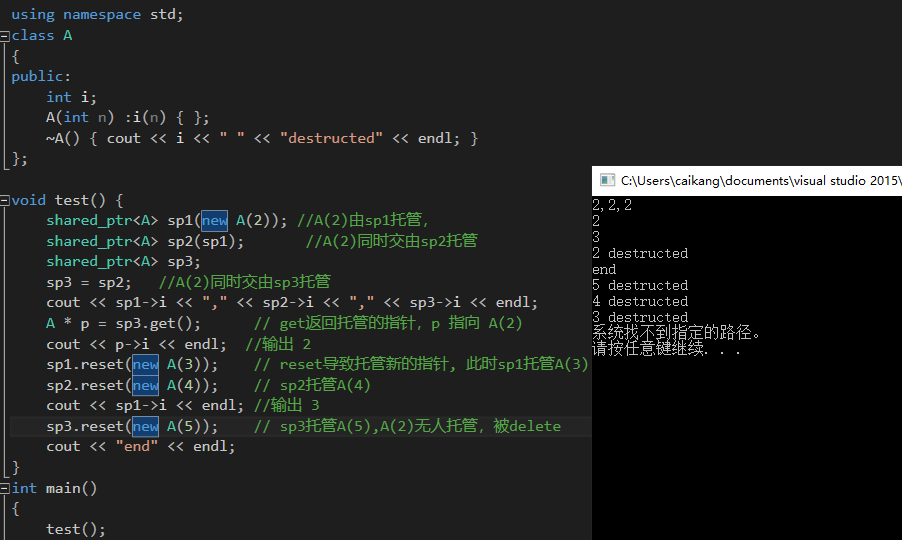 using namespace std;
class A
{
public:
    int i;
    A(int n) :i(n) { };
    ~A() { cout << i << " " << "destructed" << endl; }
};
void test() {
    shared_ptr<A> sp1(new A(2)); //A(2)由sp1托管,
    shared_ptr<A> sp2(sp1);       //A(2)同时交由sp2托管
    shared_ptr<A> sp3;
    sp3 = sp2;   //A(2)同时交由sp3托管
    cout << sp1->i << "," << sp2->i << "," << sp3->i << endl;
    A * p = sp3.get();      // get返回托管的指针, p 指向 A(2)
    cout << p->i << endl;  //输出 2
    sp1.reset(new A(3));    // reset导致托管新的指针, 此时sp1托管A(3)
    sp2.reset(new A(4));    // sp2托管A(4)
    cout << sp1->i << endl; //输出 3
    sp3.reset(new A(5));    // sp3托管A(5),A(2)无人托管, 被delete
    cout << "end" << endl;
}
int main()
{
    test();
C:\Users\caikang\documents\visual studio 2015\
2,2,2
2
3
2 destructed
end
5 destructed
4 destructed
3 destructed
系统找不到指定的路径。
请按任意键继续. . .